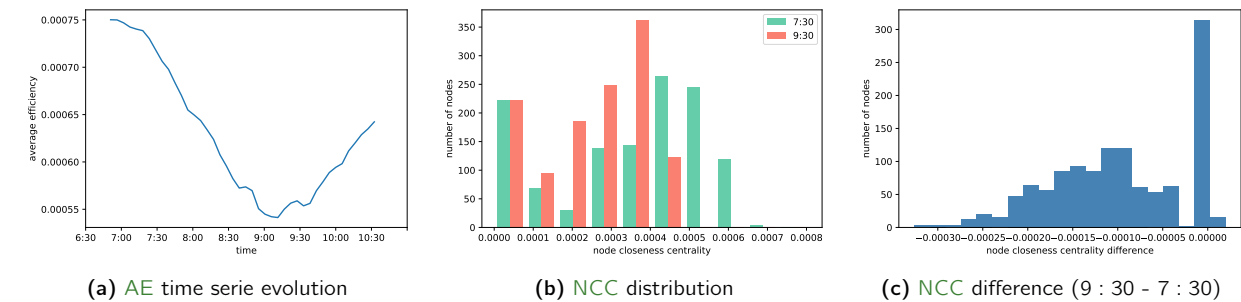 0.00075
0.00070
0.00065
0.00060
0.00055
average efficiency
6:30 7:00 7:30 8:00 8:30 9:00 9:30 10:00 10:30
time
(a) AE time serie evolution
350
300
250
200
150
100
50
0
number of nodes
7:30
9:30
0.0000 0.0001 0.0002 0.0003 0.0004 0.0005 0.0006 0.0007 0.0008
node closeness centrality
(b) NCC distribution
300
250
200
150
100
50
0
number of nodes
−0.00030 −0.00025 −0.00020 −0.00015 −0.00010 −0.00005 0.00000
node closeness centrality difference
(c) NCC difference (9 : 30 - 7 : 30)